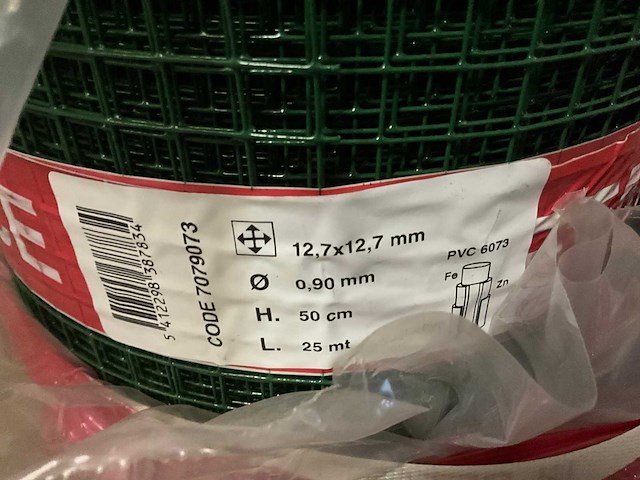 5 412298 387834
CODE 7079073
12,7x12,7 mm
Ø 0,90 mm
H. 50 cm
L. 25 mt
PVC 6073
Fe
Zn